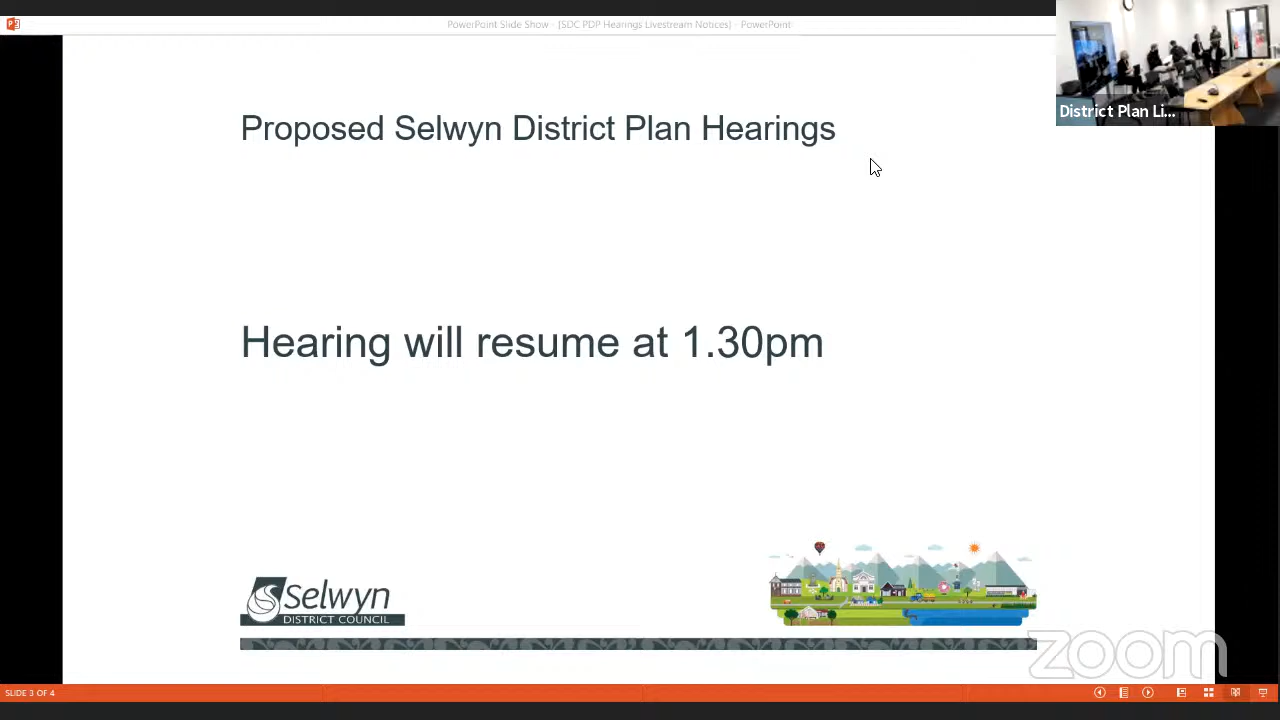 PowerPoint Slide Show - [SDC PDP Hearings Livestream Notices] - PowerPoint
District Plan Li...
Proposed Selwyn District Plan Hearings
Hearing will resume at 1.30pm
Selwyn
DISTRICT COUNCIL
zoom
SLIDE 3 OF 4